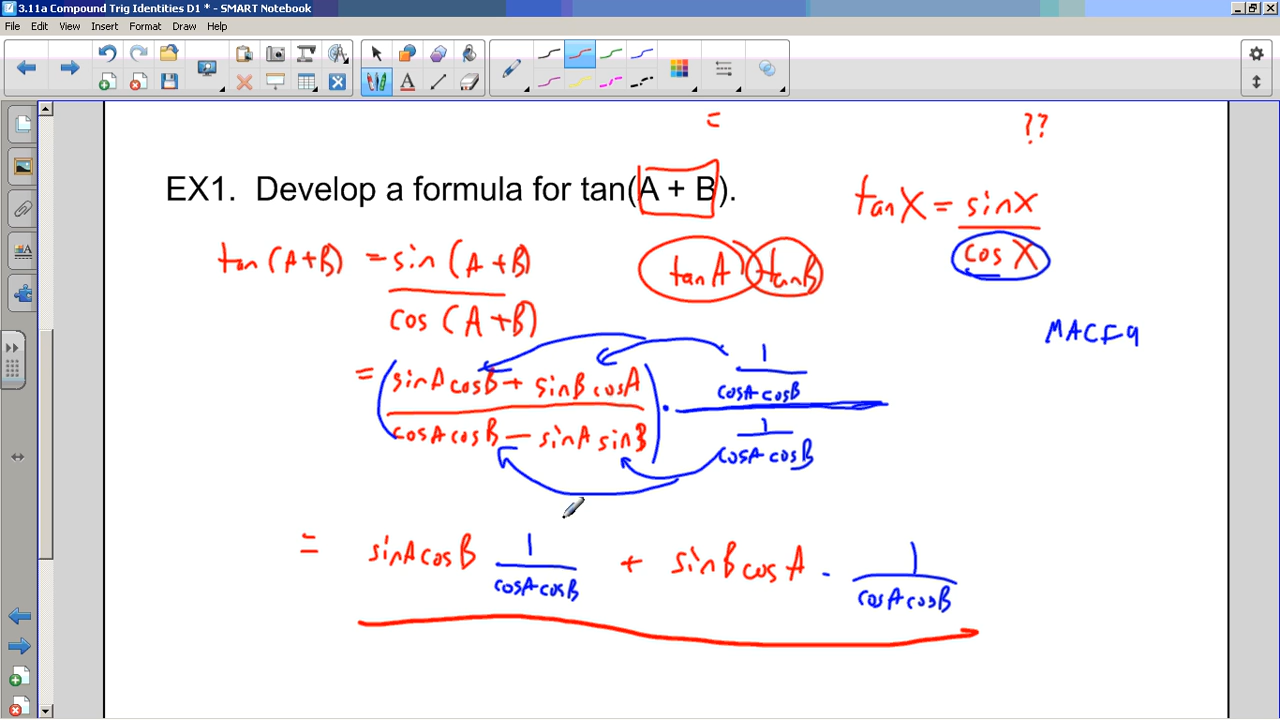 3.11a Compound Trig Identities D1 * - SMART Notebook
File Edit View Insert Format Draw Help
= ??
EX1. Develop a formula for tan(A + B).
tan X = sin X / cos X
tan (A+B) = sin (A+B) / cos (A+B)
tan A tan B
MACF9
= (sinA cosB + sinB cosA / cosA cosB − sinA sinB) · 1/cosA cosB / 1/cosA cosB
= sinA cosB 1/cosA cosB + sinB cos A · 1/cosA cosB